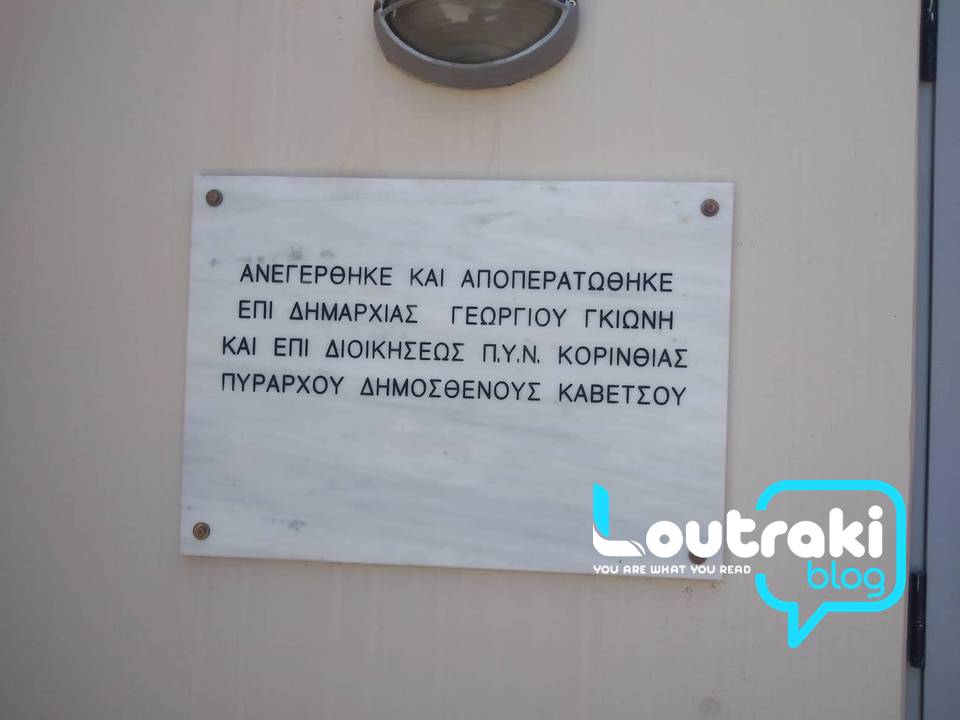 ΑΝΕΓΕΡΘΗΚΕ ΚΑΙ ΑΠΟΠΕΡΑΤΩΘΗΚΕ
ΕΠΙ ΔΗΜΑΡΧΙΑΣ ΓΕΩΡΓΙΟΥ ΓΚΙΩΝΗ
ΚΑΙ ΕΠΙ ΔΙΟΙΚΗΣΕΩΣ Π.Υ.Ν. ΚΟΡΙΝΘΙΑΣ
ΠΥΡΑΡΧΟΥ ΔΗΜΟΣΘΕΝΟΥΣ ΚΑΒΕΤΣΟΥ
Loutraki
YOU ARE WHAT YOU READ
blog